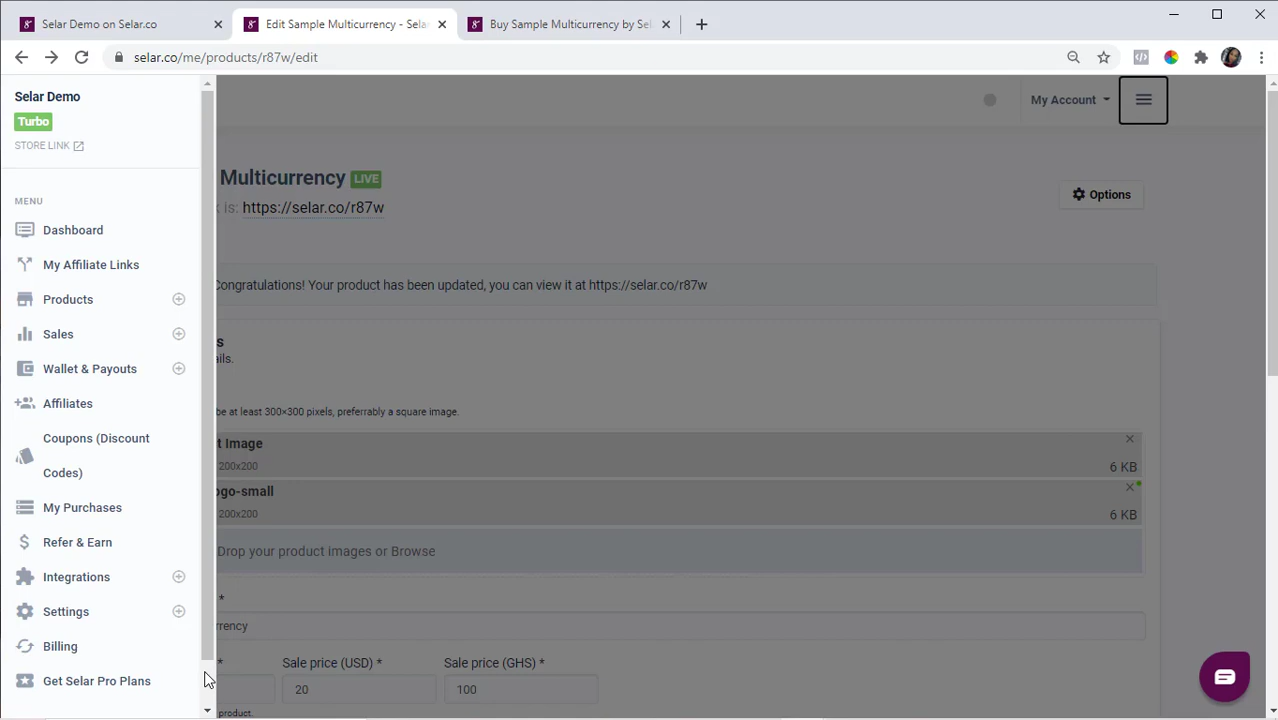 Selar Demo on Selar.co
Edit Sample Multicurrency - Selar
Buy Sample Multicurrency by Sel
selar.co/me/products/r87w/edit
Selar Demo
Turbo
STORE LINK
MENU
Dashboard
My Affiliate Links
Products
Sales
Wallet & Payouts
Affiliates
Coupons (Discount
Codes)
My Purchases
Refer & Earn
Integrations
Settings
Billing
Get Selar Pro Plans
My Account
Multicurrency LIVE
is: https://selar.co/r87w
Options
Congratulations! Your product has been updated, you can view it at https://selar.co/r87w
be at least 300×300 pixels, preferrably a square image.
Image
200x200
6 KB
ogo-small
200x200
6 KB
Drop your product images or Browse
*
rency
* Sale price (USD) * Sale price (GHS) *
20 100
product.